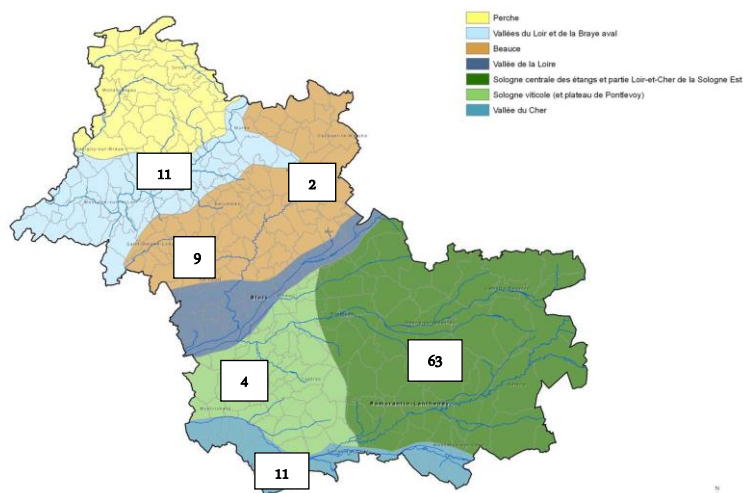 Perche
Vallées du Loir et de la Braye aval
Beauce
Vallée de la Loire
Sologne centrale des étangs et partie Loir-et-Cher de la Sologne Est
Sologne viticole (et plateau de Pontlevoy)
Vallée du Cher
11
2
9
Blois
63
4
Romorantin-Lanthenay
11
N